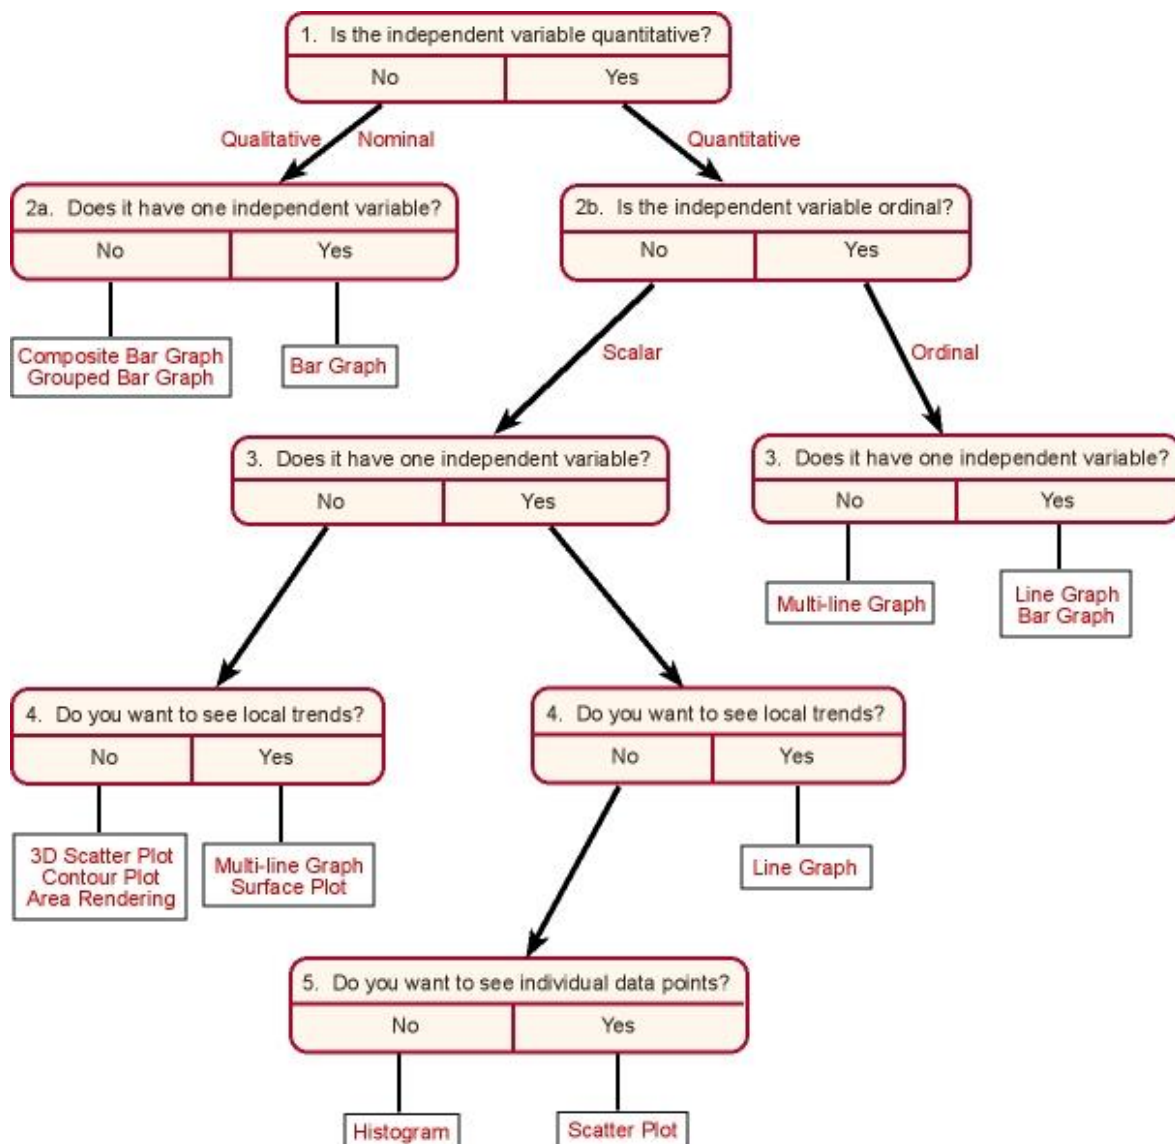 1. Is the independent variable quantitative?
No
Yes
Qualitative
Nominal
Quantitative
2a. Does it have one independent variable?
No
Yes
2b. Is the independent variable ordinal?
No
Yes
Composite Bar Graph
Grouped Bar Graph
Bar Graph
Scalar
Ordinal
3. Does it have one independent variable?
No
Yes
3. Does it have one independent variable?
No
Yes
Multi-line Graph
Line Graph
Bar Graph
4. Do you want to see local trends?
No
Yes
4. Do you want to see local trends?
No
Yes
3D Scatter Plot
Contour Plot
Area Rendering
Multi-line Graph
Surface Plot
Line Graph
5. Do you want to see individual data points?
No
Yes
Histogram
Scatter Plot